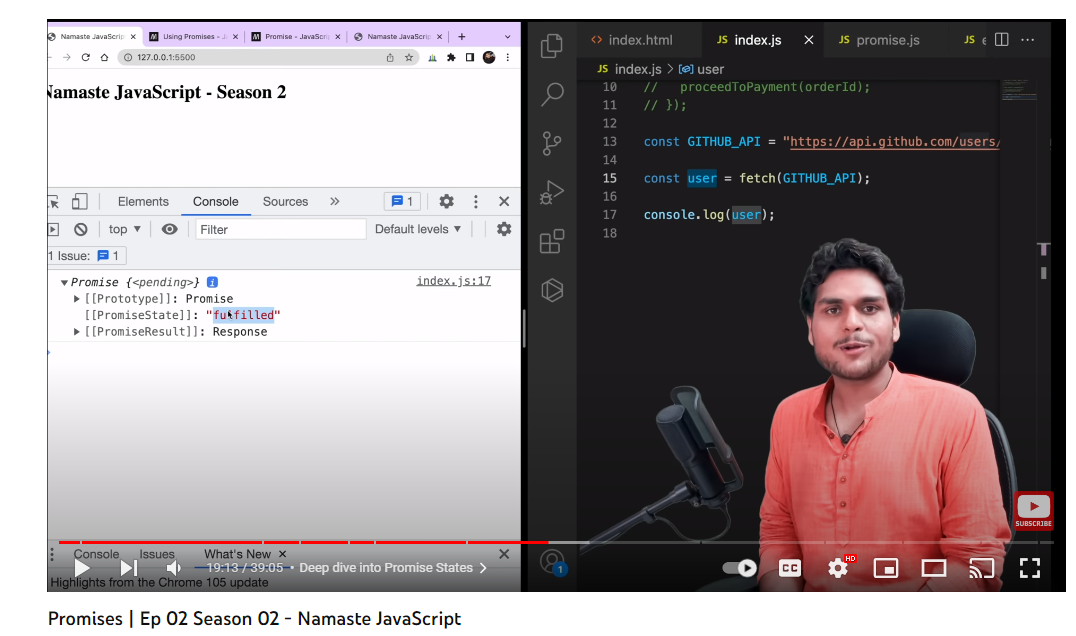 Namaste JavaScrip
Using Promises - J
Promise - JavaScri
Namaste JavaScrip
127.0.0.1:5500
Namaste JavaScript - Season 2
Elements
Console
Sources
1
top
Filter
Default levels
1 Issue:
1
Promise {<pending>}
index.js:17
[[Prototype]]: Promise
[[PromiseState]]: "fulfilled"
[[PromiseResult]]: Response
Console
Issues
What's New
19:13 / 39:05 • Deep dive into Promise States
Highlights from the Chrome 105 update
<> index.html
JS index.js
JS promise.js
JS
JS index.js > user
10 // proceedToPayment(orderId);
11 // });
12
13 const GITHUB_API = "https://api.github.com/users/
14
15 const user = fetch(GITHUB_API);
16
17 console.log(user);
18
SUBSCRIBE
1
CC
HD
Promises | Ep 02 Season 02 - Namaste JavaScript